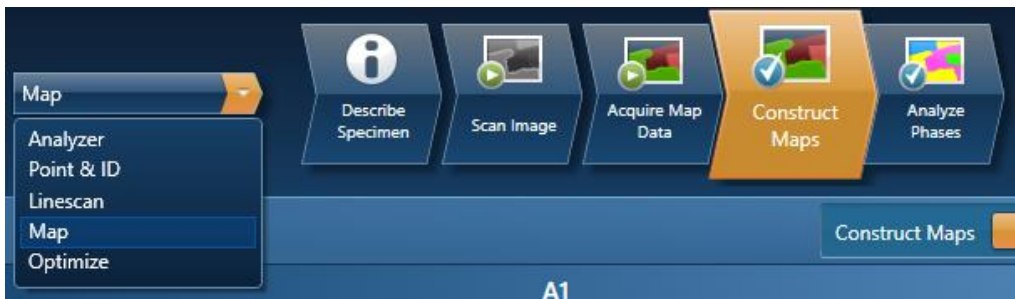 Map
Analyzer
Point & ID
Linescan
Map
Optimize
Describe
Specimen
Scan Image
Acquire Map
Data
Construct
Maps
Analyze
Phases
Construct Maps
A1